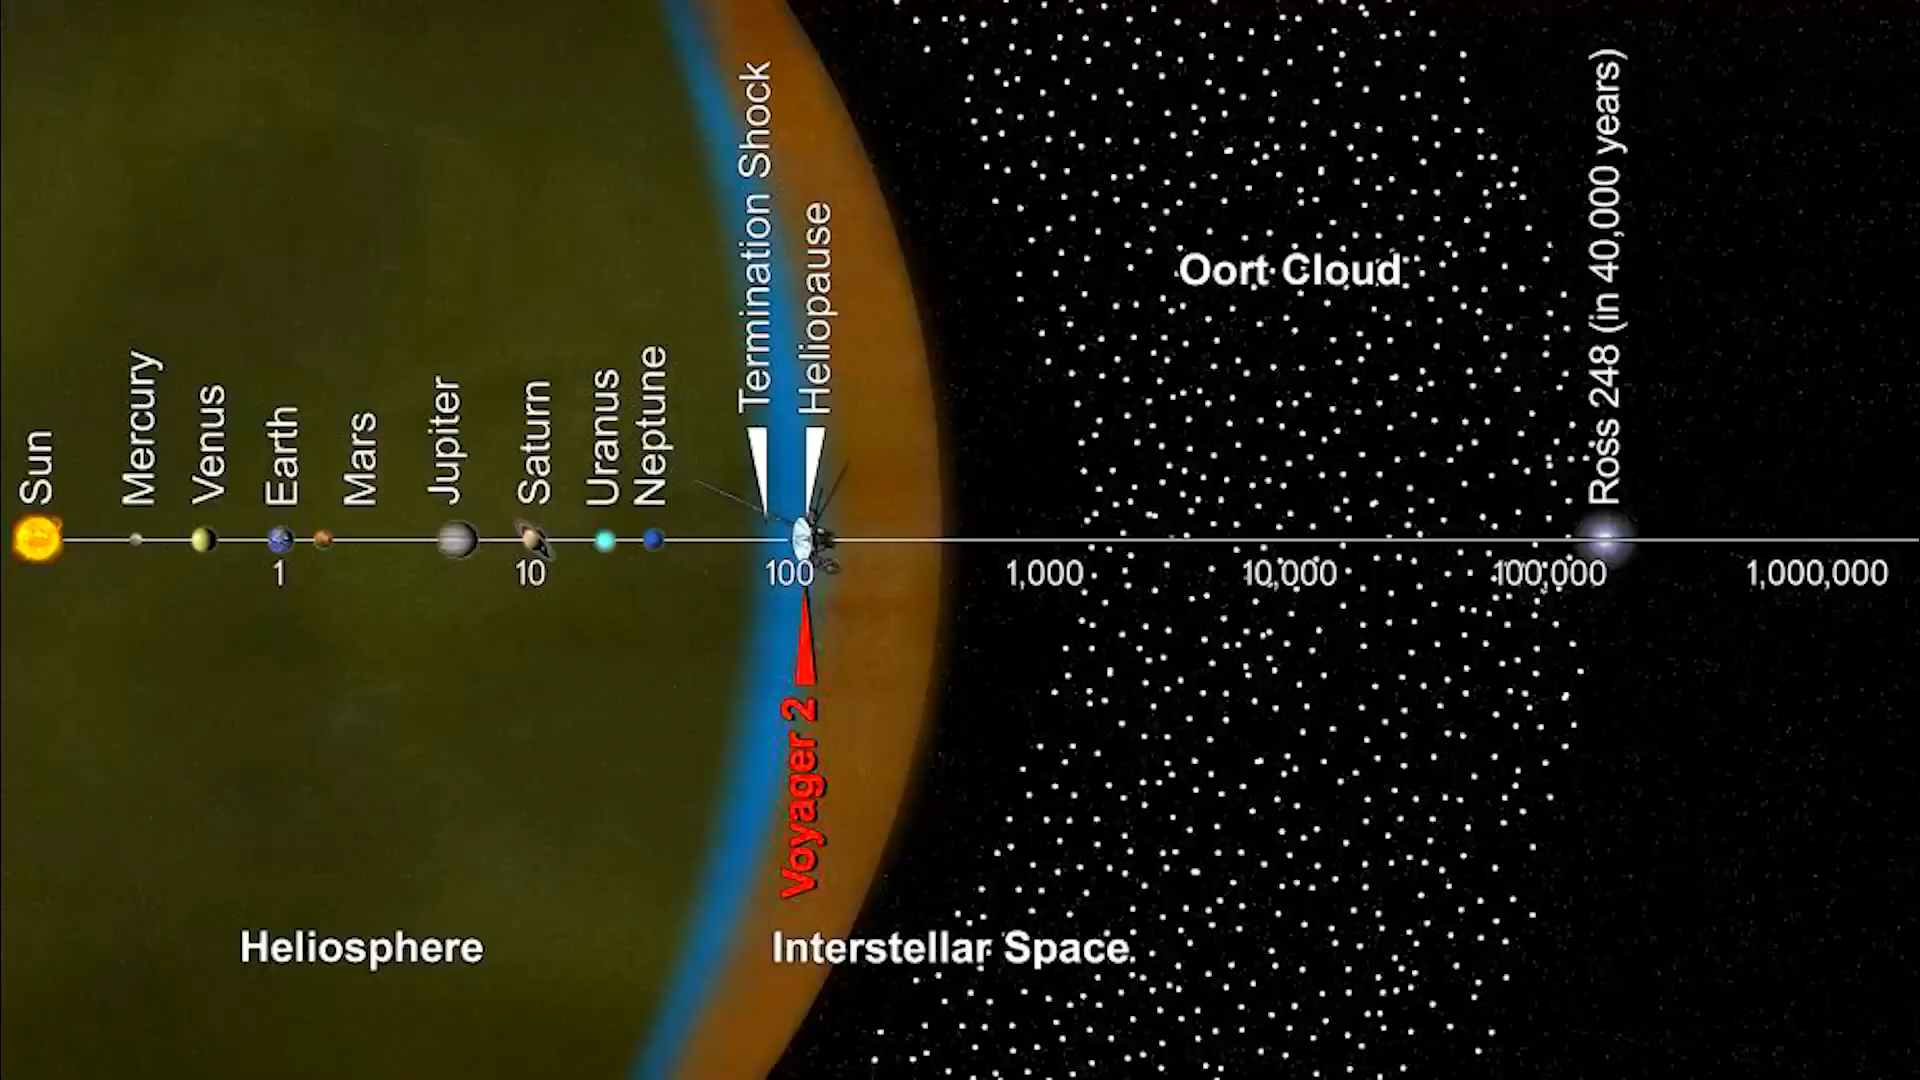 Sun
Mercury
Venus
Earth
Mars
Jupiter
Saturn
Uranus
Neptune
Termination Shock
Heliopause
Oort Cloud
Ross 248 (in 40,000 years)
1
10
100
1,000
10,000
100,000
1,000,000
Voyager 2
Heliosphere
Interstellar Space